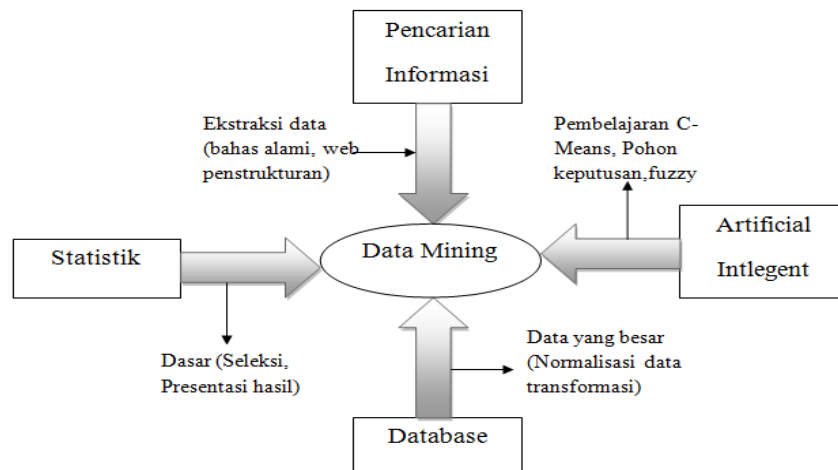 Pencarian
Informasi
Ekstraksi data
(bahas alami, web
penstrukturan)
Pembelajaran C-
Means, Pohon
keputusan,fuzzy
Statistik
Data Mining
Artificial
Intlegent
Dasar (Seleksi,
Presentasi hasil)
Data yang besar
(Normalisasi data
transformasi)
Database